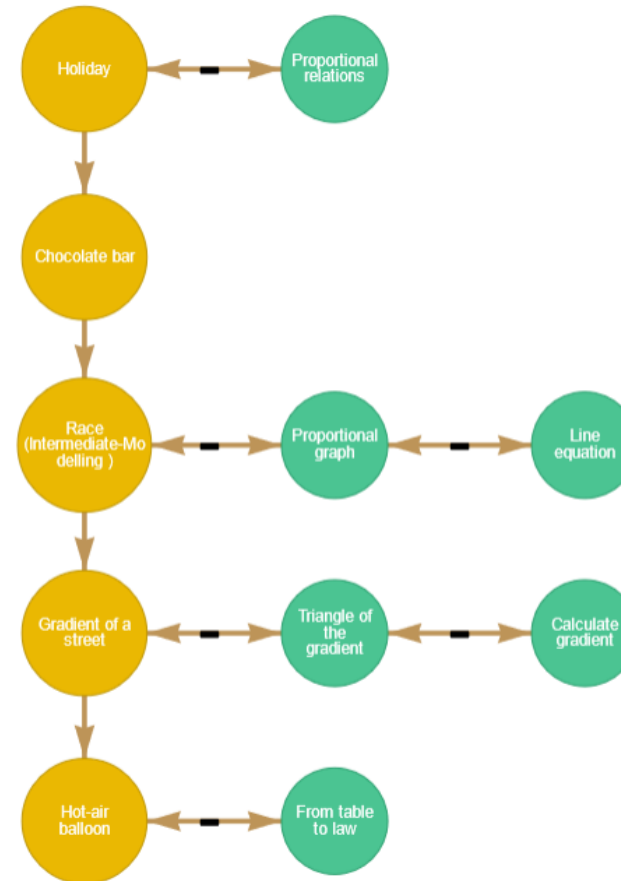 Holiday
Proportional
relations
Chocolate bar
Race
(Intermediate-Mo
delling )
Proportional
graph
Line
equation
Gradient of a
street
Triangle of
the
gradient
Calculate
gradient
Hot-air
balloon
From table
to law